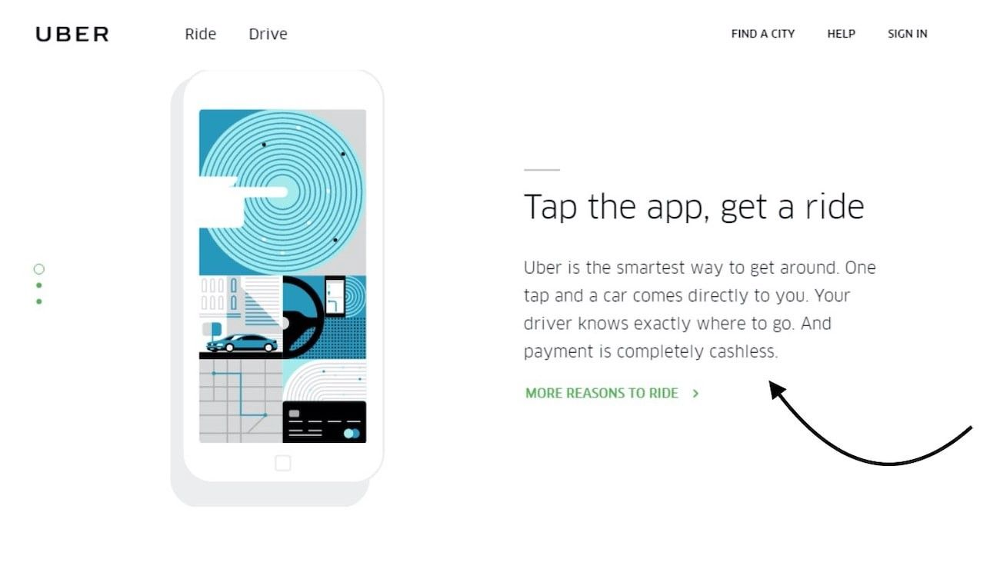 UBER
Ride
Drive
FIND A CITY
HELP
SIGN IN
Tap the app, get a ride
Uber is the smartest way to get around. One
tap and a car comes directly to you. Your
driver knows exactly where to go. And
payment is completely cashless.
MORE REASONS TO RIDE